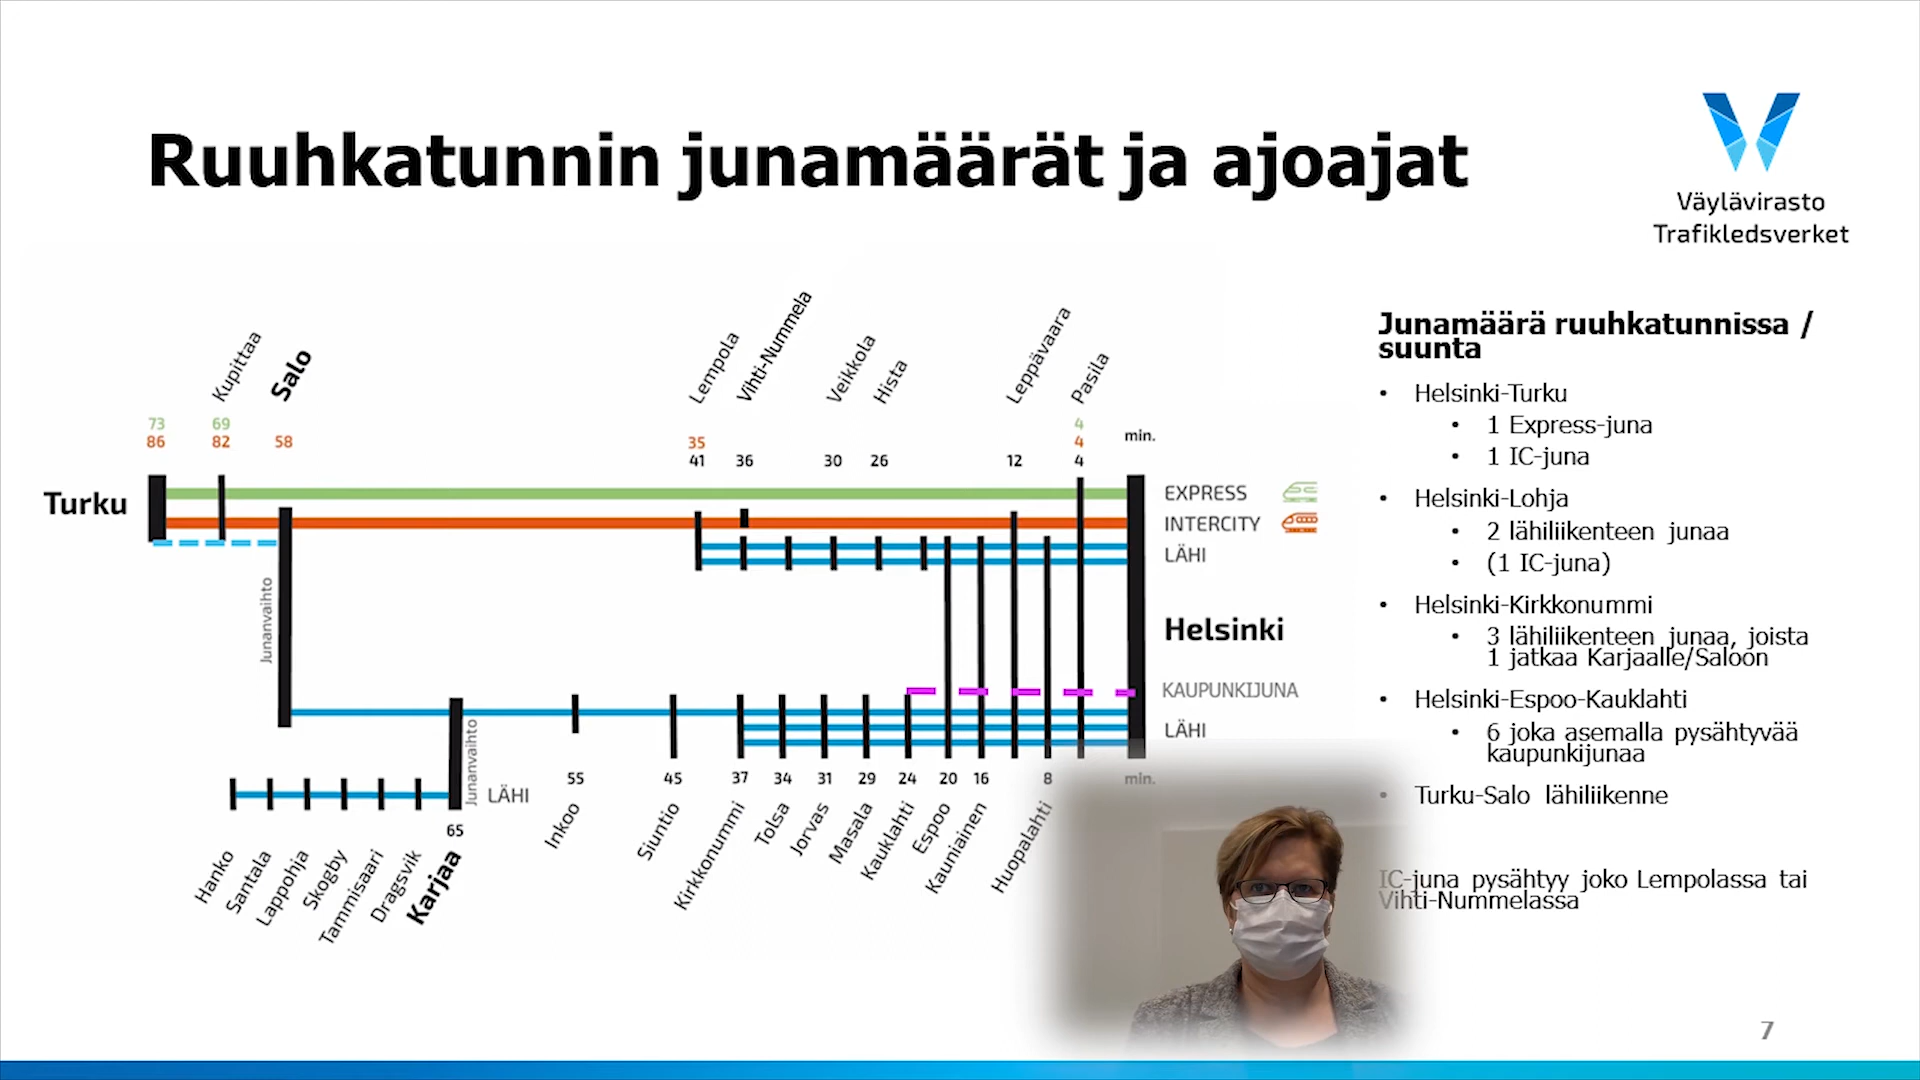 Ruuhkatunnin junamäärät ja ajoajat
Väylävirasto
Trafikledsverket
Kupittaa
Salo
Lempola
Vihti-Nummela
Veikkola
Hista
Leppävaara
Pasila
73
69
4
86
82
58
35
4
min.
41
36
30
26
12
4
Turku
EXPRESS
INTERCITY
LÄHI
Junanvaihto
Helsinki
KAUPUNKIJUNA
LÄHI
Junanvaihto
LÄHI
55
45
37
34
31
29
24
20
16
8
min.
65
Inkoo
Siuntio
Kirkkonummi
Tolsa
Jorvas
Masala
Kauklahti
Espoo
Kauniainen
Huopalahti
Hanko
Santala
Lappohja
Skogby
Tammisaari
Dragsvik
Karjaa
Junamäärä ruuhkatunnissa /
suunta
• Helsinki-Turku
• 1 Express-juna
• 1 IC-juna
• Helsinki-Lohja
• 2 lähiliikenteen junaa
• (1 IC-juna)
• Helsinki-Kirkkonummi
• 3 lähiliikenteen junaa, joista
1 jatkaa Karjaalle/Saloon
• Helsinki-Espoo-Kauklahti
• 6 joka asemalla pysähtyvää
kaupunkijunaa
• Turku-Salo lähiliikenne
IC-juna pysähtyy joko Lempolassa tai
Vihti-Nummelassa
7